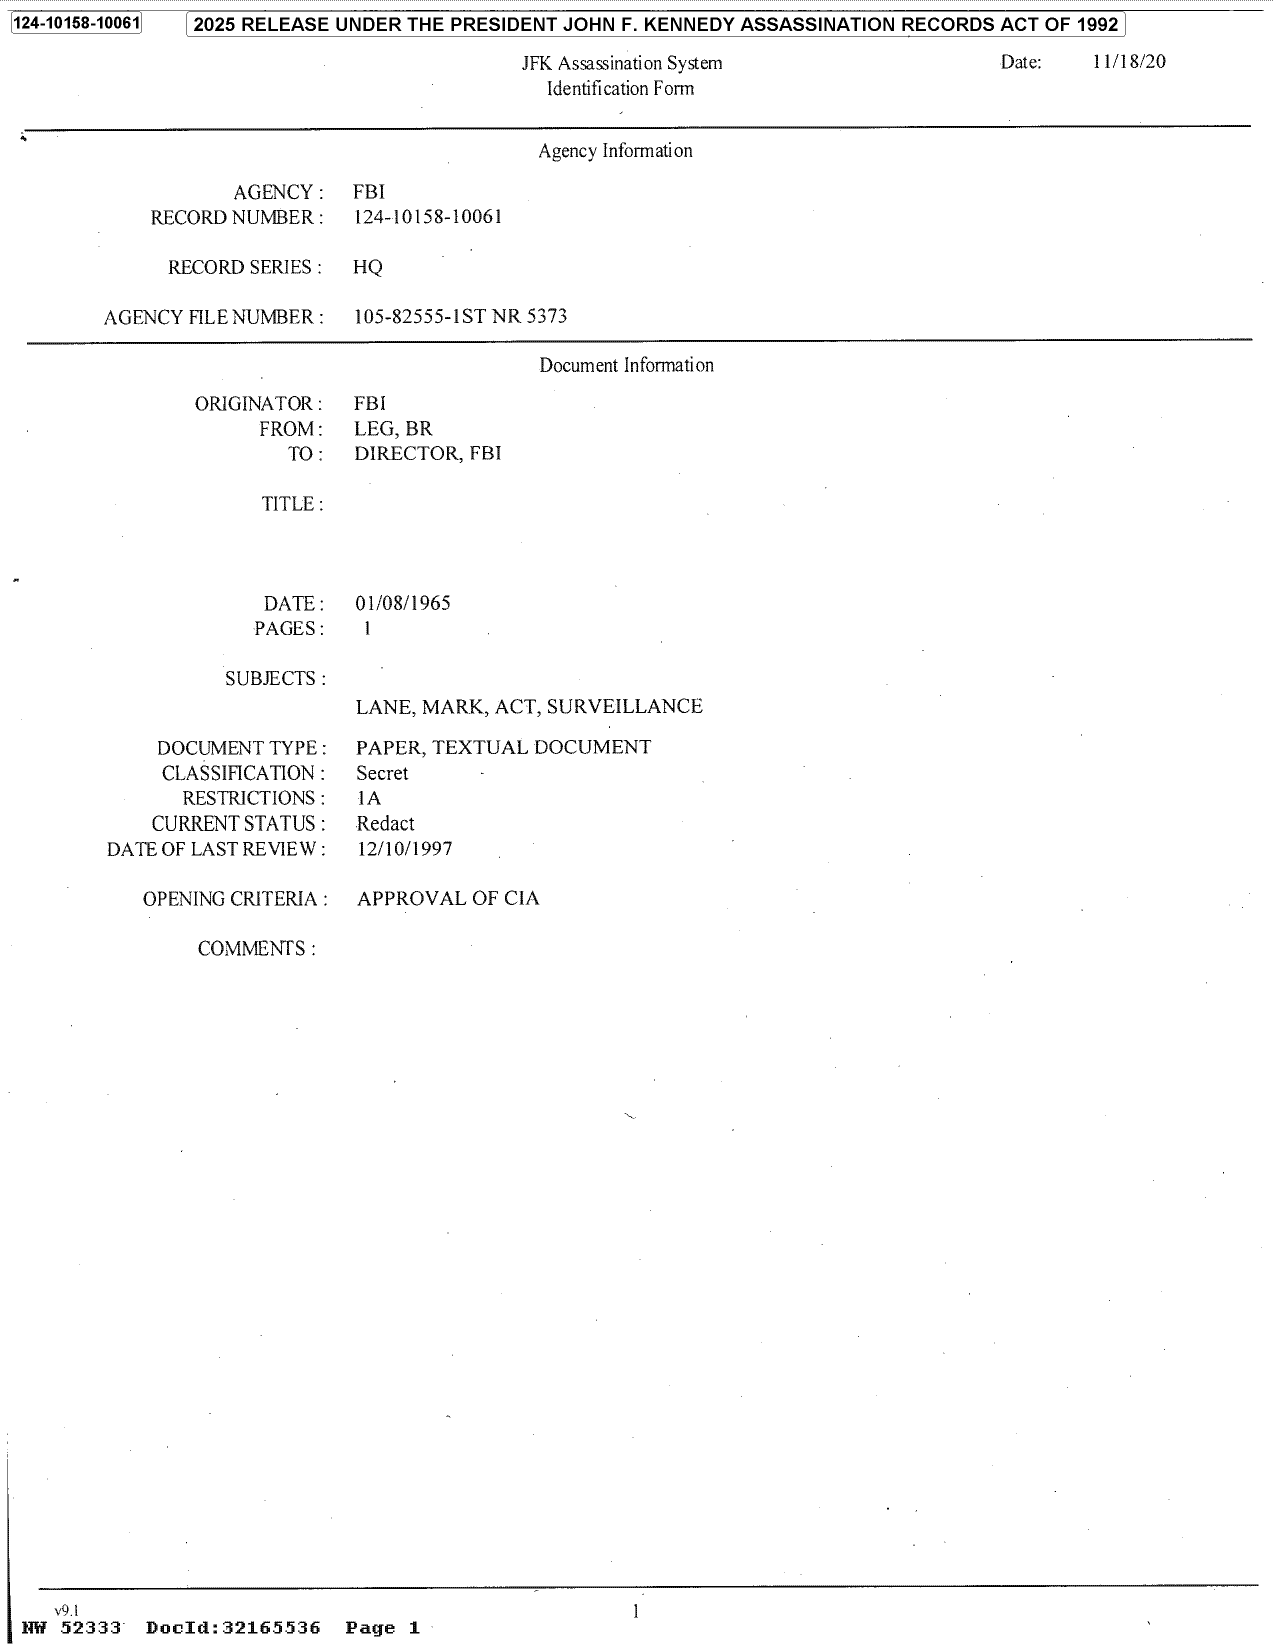 124-10158-10061
2025 RELEASE UNDER THE PRESIDENT JOHN F. KENNEDY ASSASSINATION RECORDS ACT OF 1992
JFK Assassination System
Date: 11/18/20
Identification Form
Agency Information
AGENCY : FBI
RECORD NUMBER : 124-10158-10061
RECORD SERIES : HQ
AGENCY FILE NUMBER : 105-82555-1ST NR 5373
Document Information
ORIGINATOR : FBI
FROM : LEG, BR
TO : DIRECTOR, FBI
TITLE :
DATE : 01/08/1965
PAGES : 1
SUBJECTS :
LANE, MARK, ACT, SURVEILLANCE
DOCUMENT TYPE : PAPER, TEXTUAL DOCUMENT
CLASSIFICATION : Secret
RESTRICTIONS : 1A
CURRENT STATUS : Redact
DATE OF LAST REVIEW : 12/10/1997
OPENING CRITERIA : APPROVAL OF CIA
COMMENTS :
v9.1
1
NW 52333 DocId:32165536 Page 1